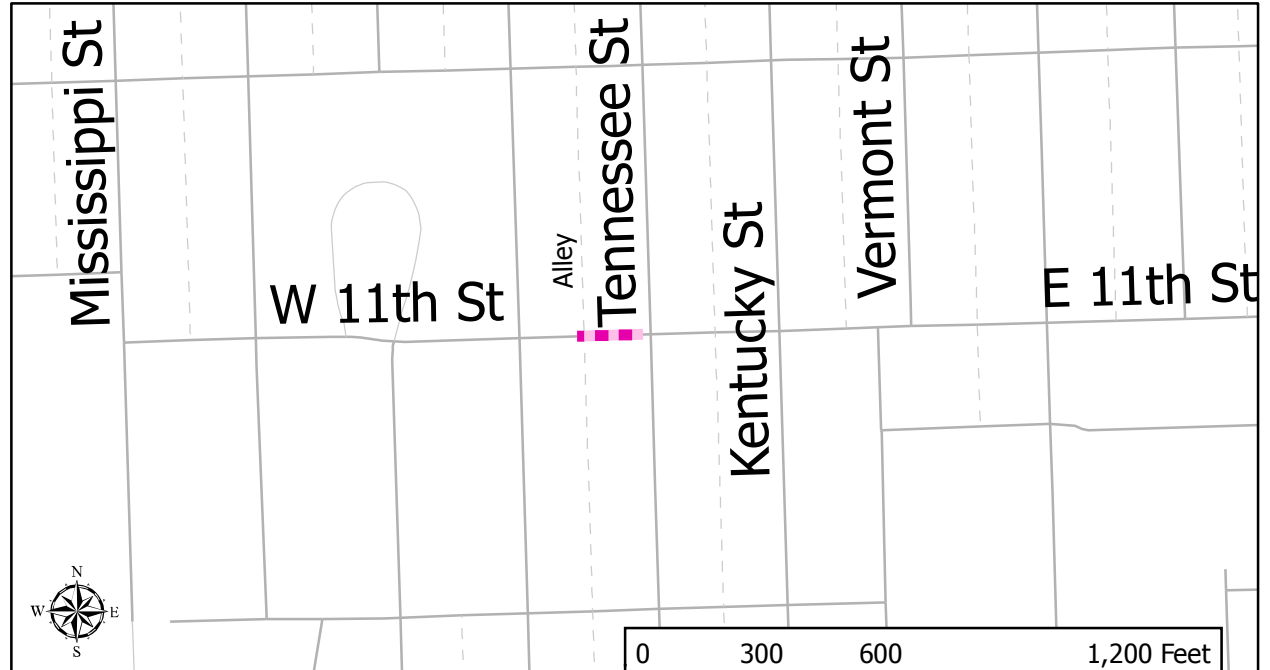 Mississippi St
Tennessee St
Vermont St
Kentucky St
Alley
W 11th St
E 11th St
N
W E
S
0 300 600 1,200 Feet